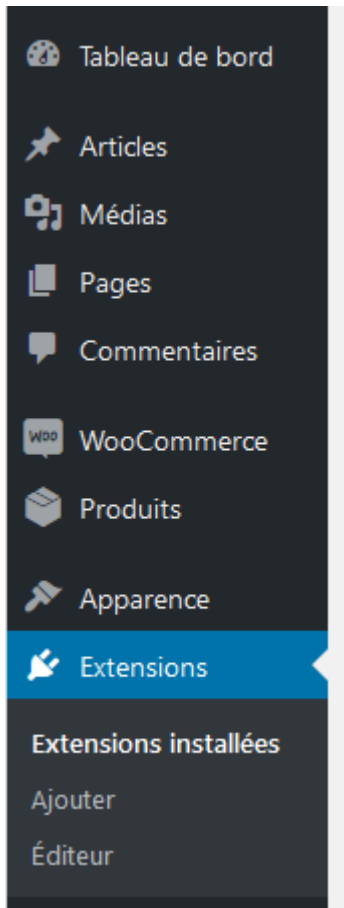 Tableau de bord
Articles
Médias
Pages
Commentaires
Woo WooCommerce
Produits
Apparence
Extensions
Extensions installées
Ajouter
Éditeur